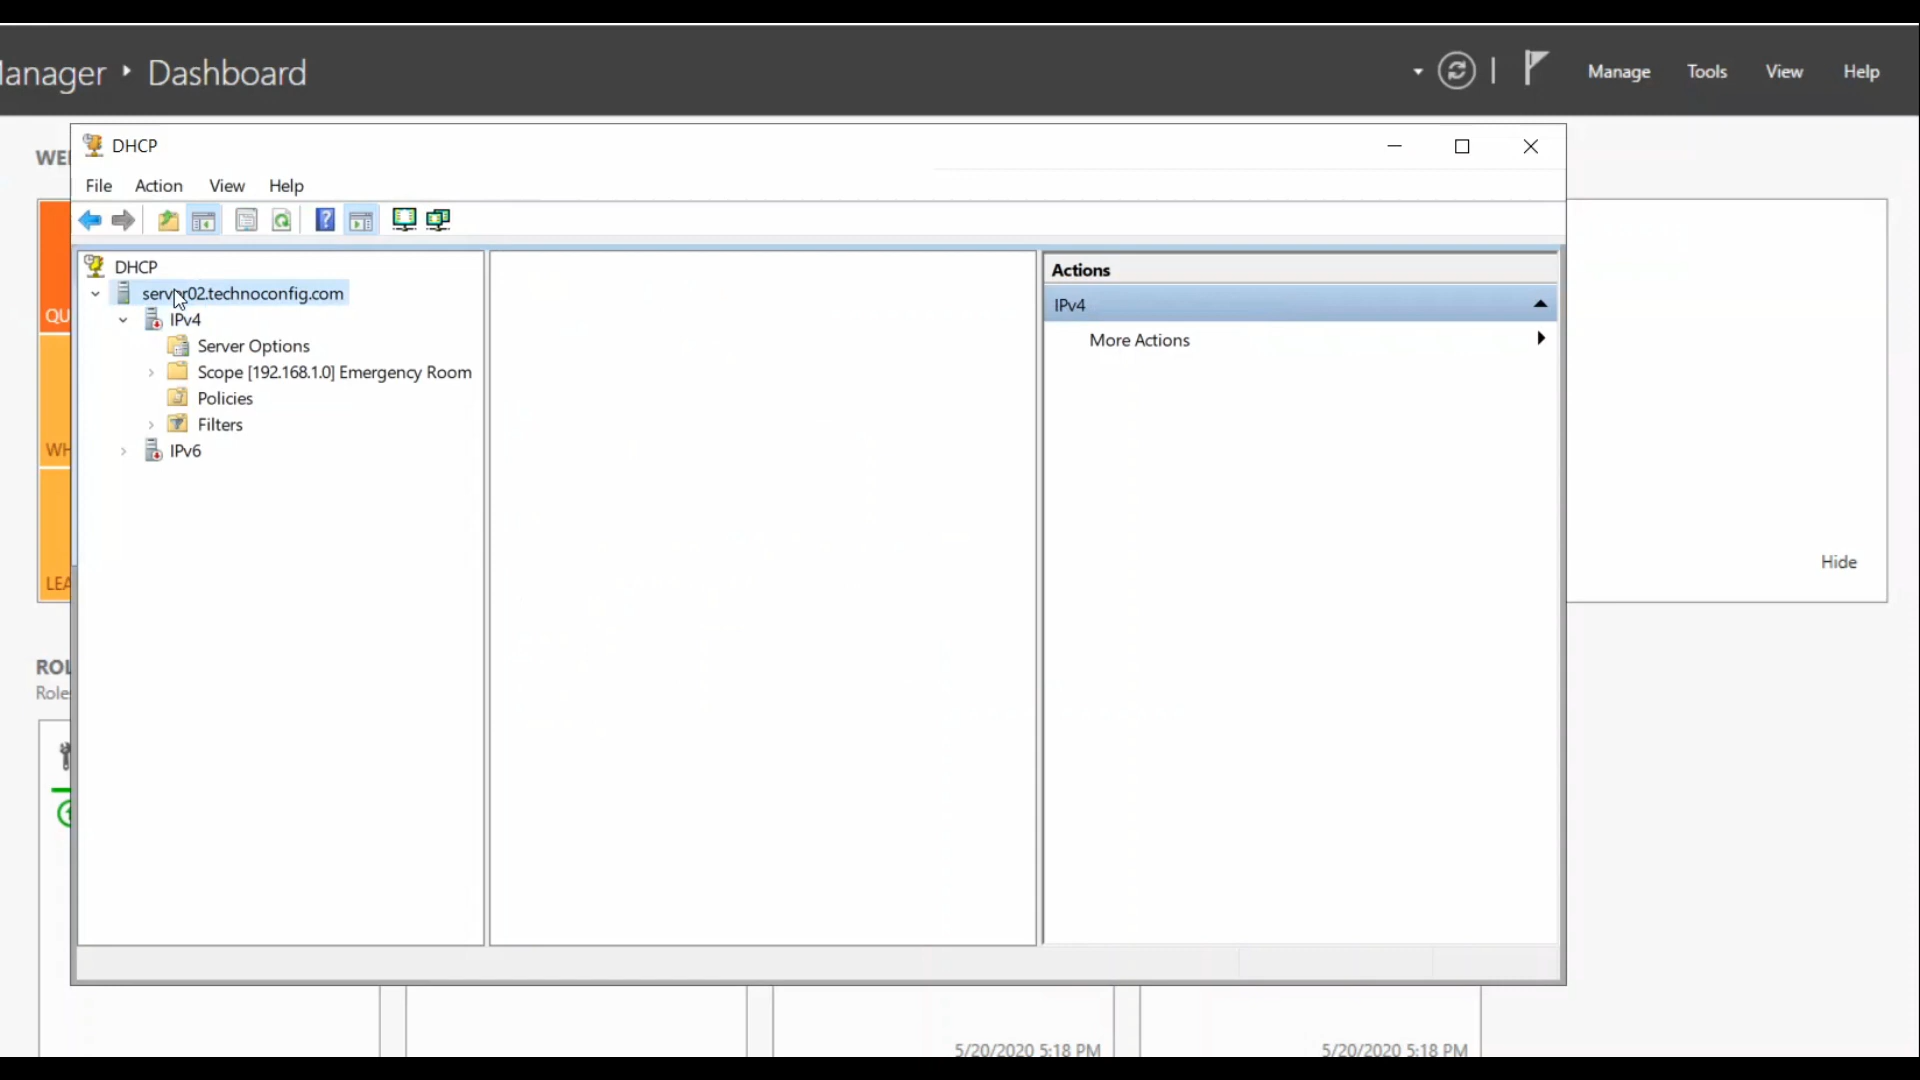 anager ‣ Dashboard
Manage Tools View Help
DHCP
File Action View Help
DHCP
server02.technoconfig.com
IPv4
Server Options
Scope [192.168.1.0] Emergency Room
Policies
Filters
IPv6
Actions
IPv4
More Actions
WE
QU
WH
LEA
Hide
ROL
Role
5/20/2020 5:18 PM
5/20/2020 5:18 PM